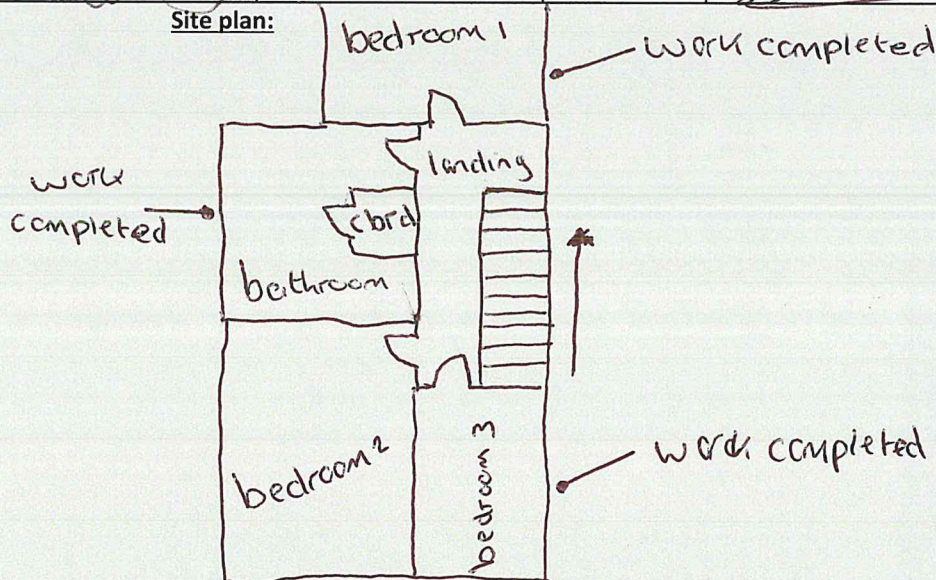 Site plan:
bedroom 1
work completed
landing
work
completed
cbrd
bathroom
bedroom 2
bedroom 3
work completed